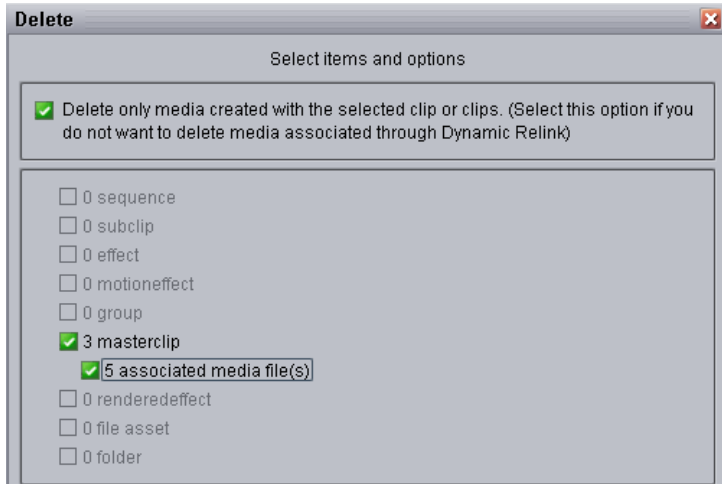 Delete
Select items and options
Delete only media created with the selected clip or clips. (Select this option if you
do not want to delete media associated through Dynamic Relink)
0 sequence
0 subclip
0 effect
0 motioneffect
0 group
3 masterclip
5 associated media file(s)
0 renderedeffect
0 file asset
0 folder